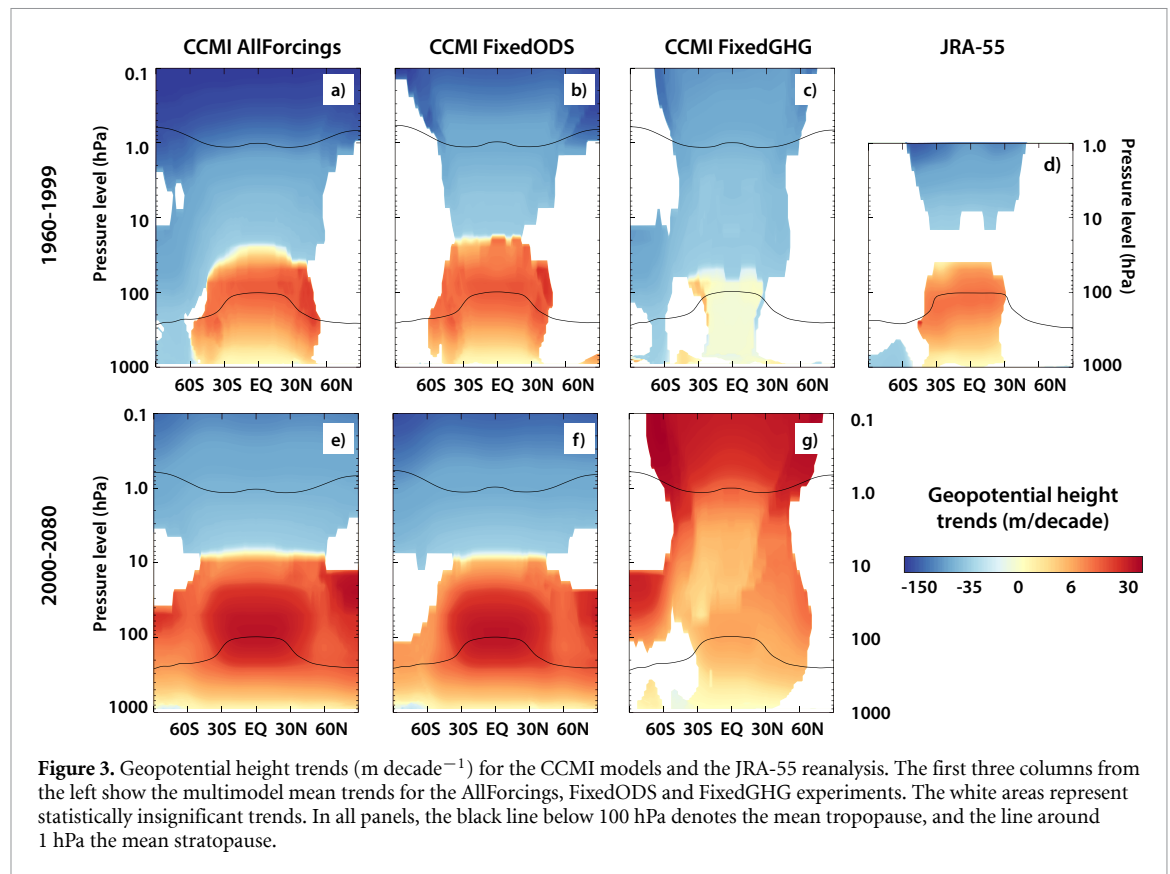 CCMI AllForcings CCMI FixedODS CCMI FixedGHG JRA-55
1960-1999
Pressure level (hPa)
0.1
1.0
10
100
1000
a)
b)
c)
d)
1.0
10
100
1000
Pressure level (hPa)
60S 30S EQ 30N 60N
60S 30S EQ 30N 60N
60S 30S EQ 30N 60N
60S 30S EQ 30N 60N
2000-2080
Pressure level (hPa)
0.1
1.0
10
100
1000
e)
f)
g)
0.1
1.0
10
100
1000
60S 30S EQ 30N 60N
60S 30S EQ 30N 60N
60S 30S EQ 30N 60N
Geopotential height
trends (m/decade)
-150 -35 0 6 30
Figure 3. Geopotential height trends (m decade⁻¹) for the CCMI models and the JRA-55 reanalysis. The first three columns from
the left show the multimodel mean trends for the AllForcings, FixedODS and FixedGHG experiments. The white areas represent
statistically insignificant trends. In all panels, the black line below 100 hPa denotes the mean tropopause, and the line around
1 hPa the mean stratopause.